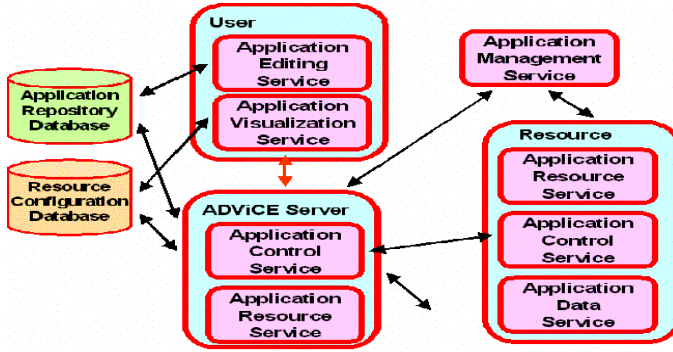 User
Application
Editing
Service
Application
Visualization
Service
Application
Management
Service
Application
Repository
Database
Resource
Configuration
Database
ADViCE Server
Application
Control
Service
Application
Resource
Service
Resource
Application
Resource
Service
Application
Control
Service
Application
Data
Service